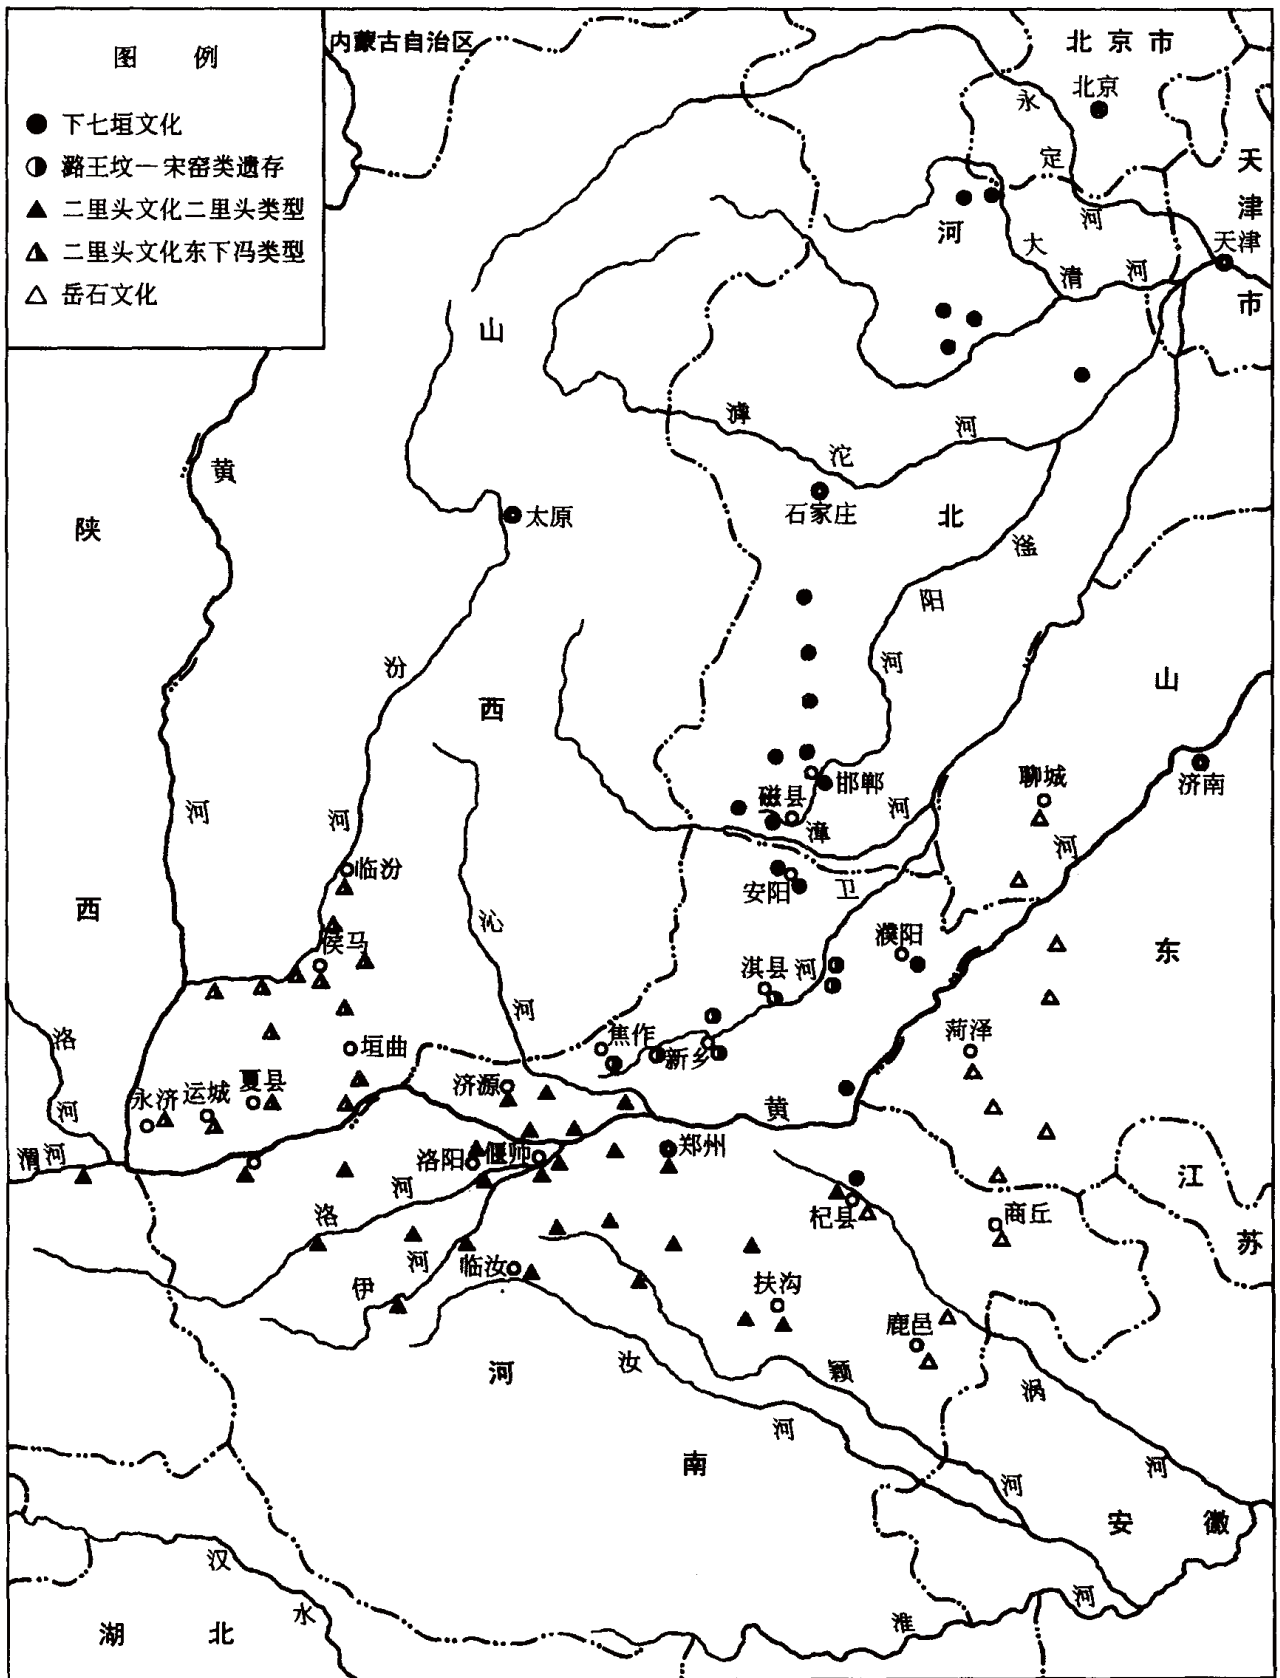 图 例
下七垣文化
潞王坟—宋窑类遗存
二里头文化二里头类型
二里头文化东下冯类型
岳石文化
内蒙古自治区
北京市
北京
永
定
河
天
津
天津
市
河
大
清
河
山
滹
沱
河
黄
陕
太原
石家庄
北
滏
阳
河
汾
西
山
河
河
聊城
济南
邯郸
磁县
河
漳
河
临汾
安阳
卫
西
沁
侯马
濮阳
东
淇县
河
河
洛
焦作
新乡
菏泽
垣曲
济源
夏县
运城
永济
河
黄
渭河
洛阳
偃师
郑州
河
洛
杞县
商丘
江
苏
伊
河
临汝
扶沟
鹿邑
河
汝
颍
涡
河
南
河
河
安
徽
汉
水
湖
北
淮
河